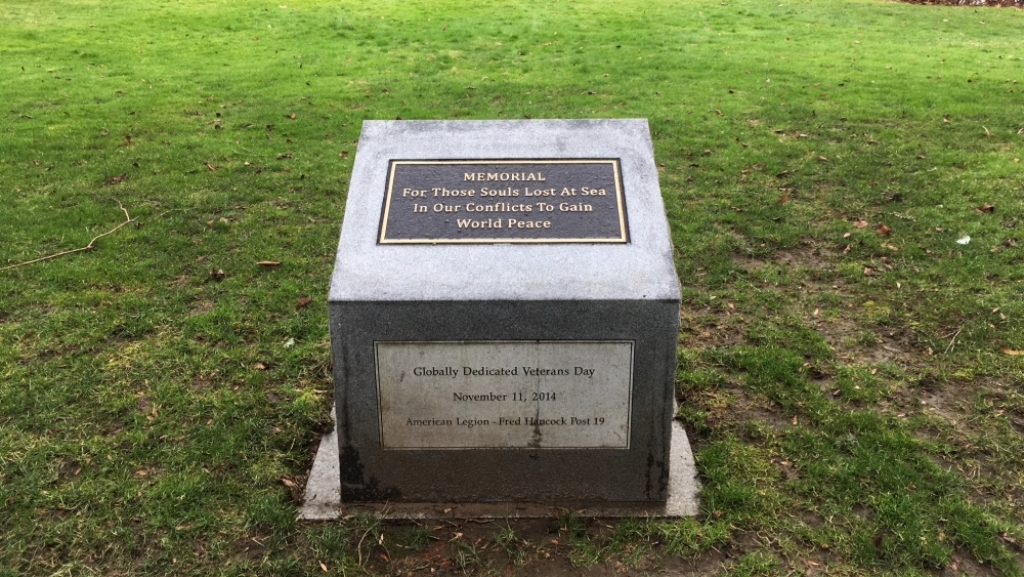 MEMORIAL
For Those Souls Lost At Sea
In Our Conflicts To Gain
World Peace
Globally Dedicated Veterans Day
November 11, 2014
American Legion - Fred Hancock Post 19